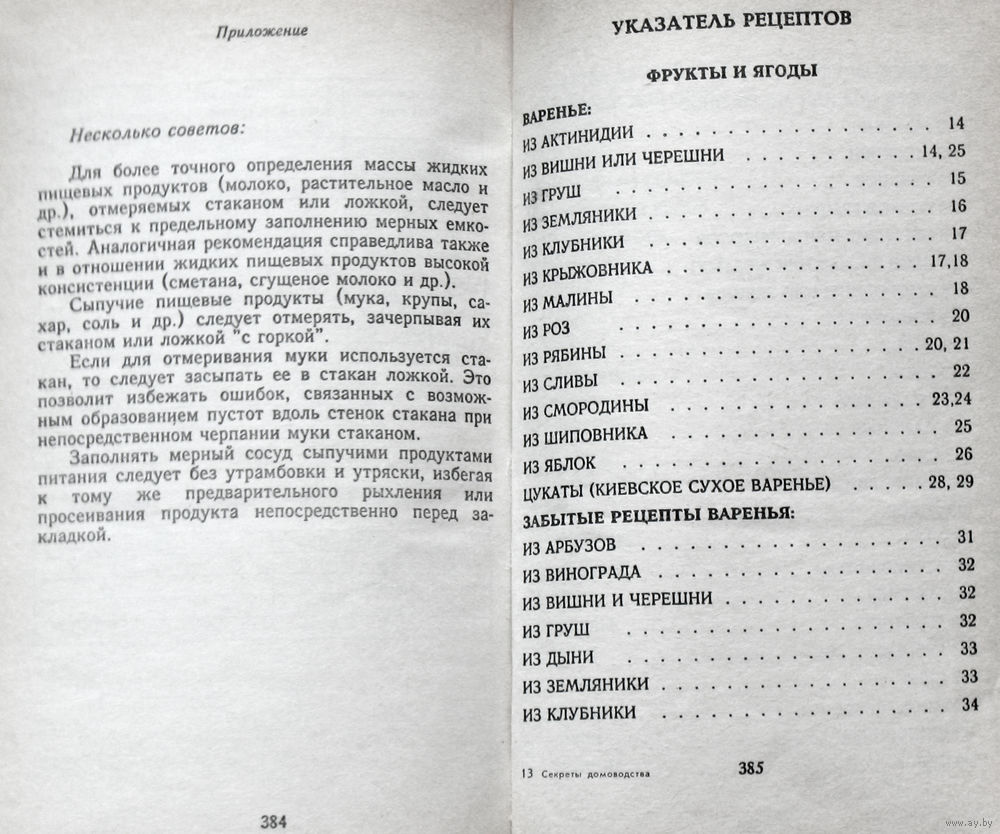 Приложение
Несколько советов:
Для более точного определения массы жидких
пищевых продуктов (молоко, растительное масло и
др.), отмеряемых стаканом или ложкой, следует
стемиться к предельному заполнению мерных емко-
стей. Аналогичная рекомендация справедлива также
и в отношении жидких пищевых продуктов высокой
консистенции (сметана, сгущеное молоко и др.).
Сыпучие пищевые продукты (мука, крупы, са-
хар, соль и др.) следует отмерять, зачерпывая их
стаканом или ложкой "с горкой".
Если для отмеривания муки используется ста-
кан, то следует засыпать ее в стакан ложкой. Это
позволит избежать ошибок, связанных с возмож-
ным образованием пустот вдоль стенок стакана при
непосредственном черпании муки стаканом.
Заполнять мерный сосуд сыпучими продуктами
питания следует без утрамбовки и утряски, избегая
к тому же предварительного рыхления или
просеивания продукта непосредственно перед за-
кладкой.
384
УКАЗАТЕЛЬ РЕЦЕПТОВ
ФРУКТЫ И ЯГОДЫ
ВАРЕНЬЕ:
ИЗ АКТИНИДИИ . . . . . . . . . . . . . . . 14
ИЗ ВИШНИ ИЛИ ЧЕРЕШНИ . . . . . . . . . 14, 25
ИЗ ГРУШ . . . . . . . . . . . . . . . . 15
ИЗ ЗЕМЛЯНИКИ . . . . . . . . . . . . . . . 16
ИЗ КЛУБНИКИ . . . . . . . . . . . . . . . 17
ИЗ КРЫЖОВНИКА . . . . . . . . . . . . . 17,18
ИЗ МАЛИНЫ . . . . . . . . . . . . . . . 18
ИЗ РОЗ . . . . . . . . . . . . . . . . 20
ИЗ РЯБИНЫ . . . . . . . . . . . . . . . 20, 21
ИЗ СЛИВЫ . . . . . . . . . . . . . . . . 22
ИЗ СМОРОДИНЫ . . . . . . . . . . . . . 23,24
ИЗ ШИПОВНИКА . . . . . . . . . . . . . . 25
ИЗ ЯБЛОК . . . . . . . . . . . . . . . . 26
ЦУКАТЫ (КИЕВСКОЕ СУХОЕ ВАРЕНЬЕ) . . . . . 28, 29
ЗАБЫТЫЕ РЕЦЕПТЫ ВАРЕНЬЯ:
ИЗ АРБУЗОВ . . . . . . . . . . . . . . . 31
ИЗ ВИНОГРАДА . . . . . . . . . . . . . . . 32
ИЗ ВИШНИ И ЧЕРЕШНИ . . . . . . . . . . . 32
ИЗ ГРУШ . . . . . . . . . . . . . . . . 32
ИЗ ДЫНИ . . . . . . . . . . . . . . . . 33
ИЗ ЗЕМЛЯНИКИ . . . . . . . . . . . . . . 33
ИЗ КЛУБНИКИ . . . . . . . . . . . . . . 34
13 Секреты домоводства 385
www.ay.by